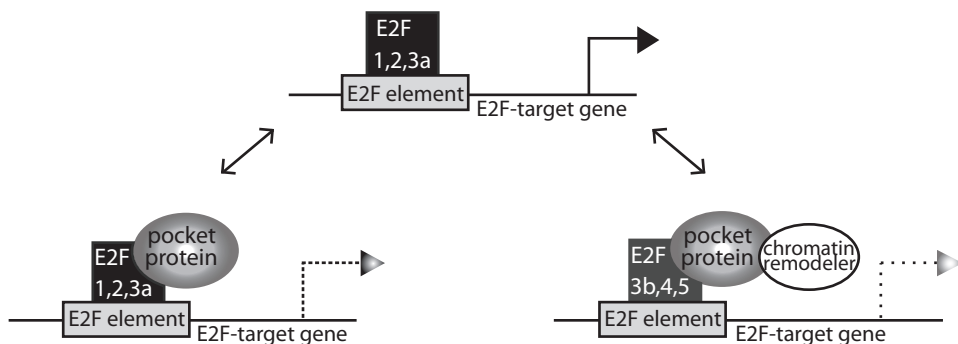 E2F
1,2,3a
E2F element
E2F-target gene
pocket
protein
E2F
1,2,3a
E2F element
E2F-target gene
pocket
protein
chromatin
remodeler
E2F
3b,4,5
E2F element
E2F-target gene